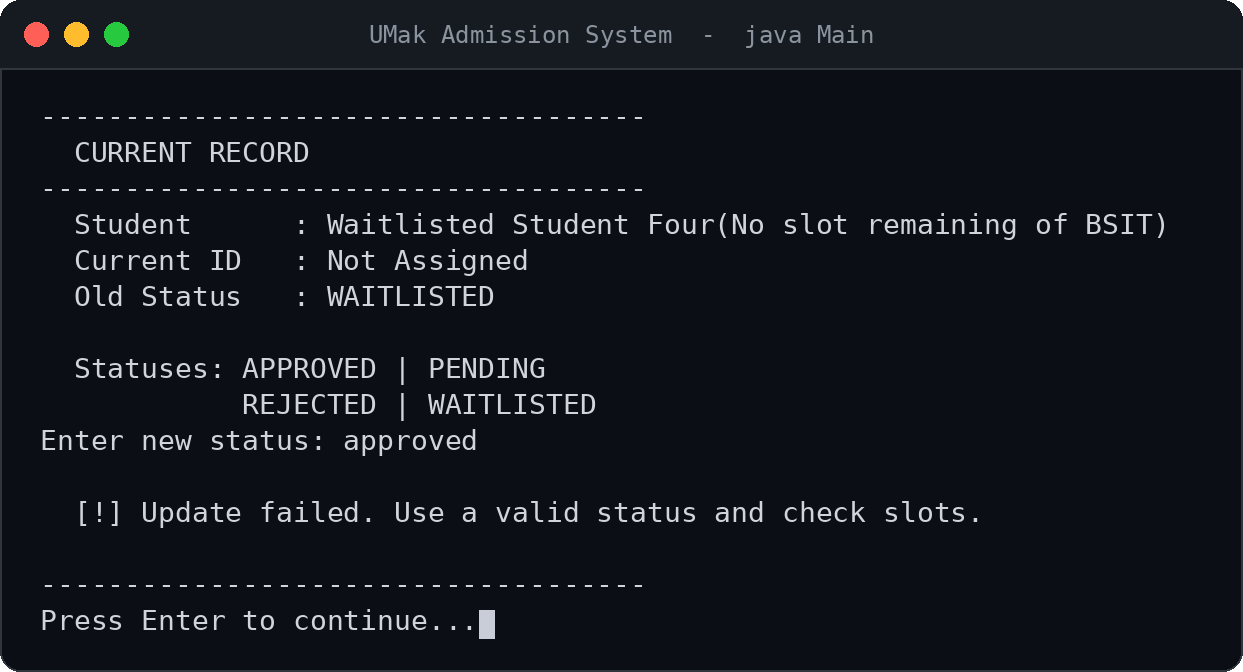 UMak Admission System  -  java Main
------------------------------------
  CURRENT RECORD
------------------------------------
  Student      : Waitlisted Student Four(No slot remaining of BSIT)
  Current ID   : Not Assigned
  Old Status   : WAITLISTED
  Statuses: APPROVED | PENDING
            REJECTED | WAITLISTED
Enter new status: approved
  [!] Update failed. Use a valid status and check slots.
------------------------------------
Press Enter to continue...